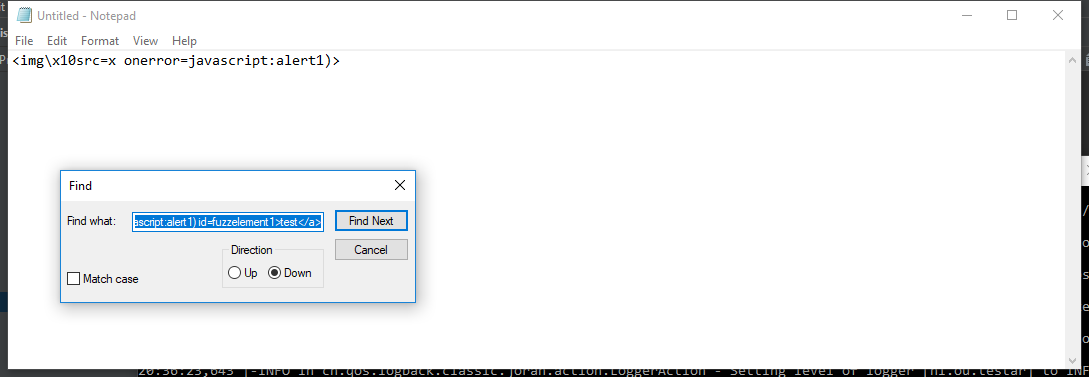 Untitled - Notepad
File Edit Format View Help
<img\x10src=x onerror=javascript:alert1)>
Find
Find what: ascript:alert1) id=fuzzelement1>test</a> Find Next
Direction Cancel
Up Down
Match case
20:36:23,643 |-INFO in ch.qos.logback.classic.joran.action.LoggerAction - Setting level of logger [nl.ou.testar] to INF